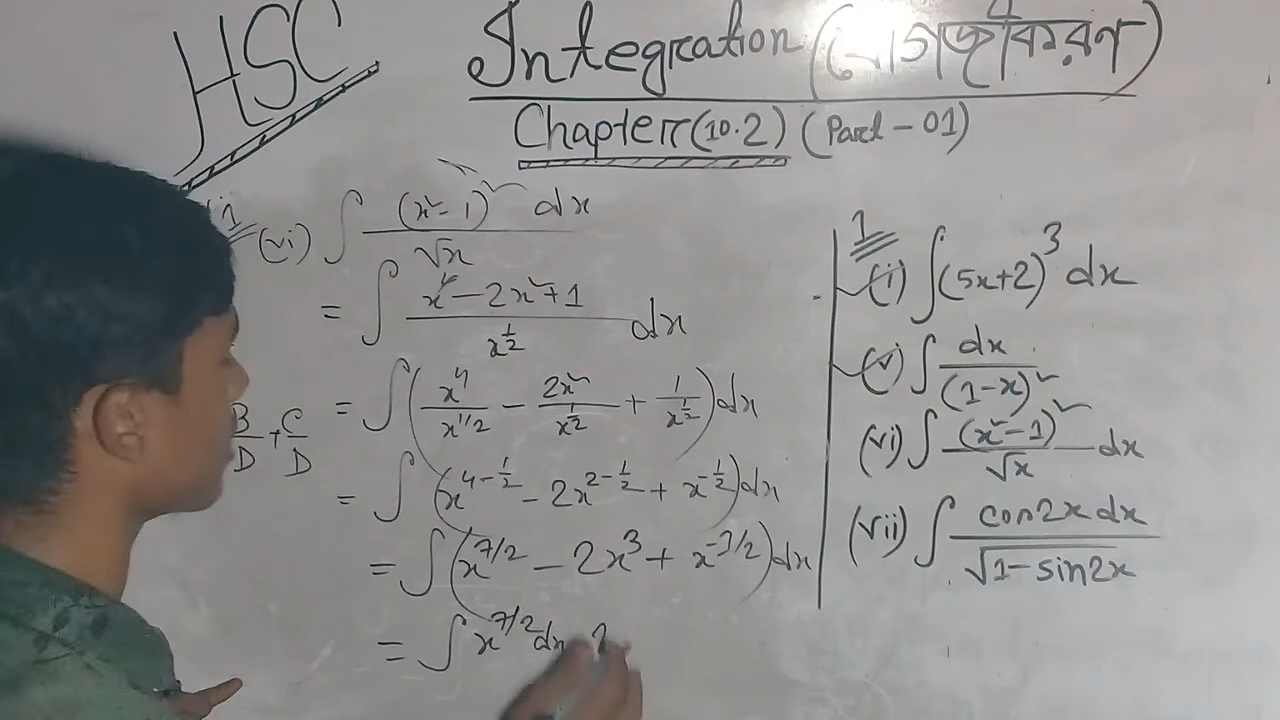 HSC
Integration (যোগজীকরণ)
Chapter (10.2) (Part - 01)
1 (vi) ∫ (x² - 1)² dx / √x
= ∫ (x⁴ - 2x² + 1) / x^(1/2) dx
= ∫ (x⁴ / x^(1/2) - 2x² / x^(1/2) + 1 / x^(1/2)) dx
B/D + C/D
= ∫ (x^(4 - 1/2) - 2x^(2 - 1/2) + x^(-1/2)) dx
= ∫ (x^(7/2) - 2x³ + x^(-3/2)) dx
= ∫ x^(7/2) dx - 2
1
(i) ∫ (5x+2)³ dx
(v) ∫ dx / (1-x)²
(vi) ∫ (x² - 1)² / √x dx
(vii) ∫ cos2x dx / √(1 - sin2x)